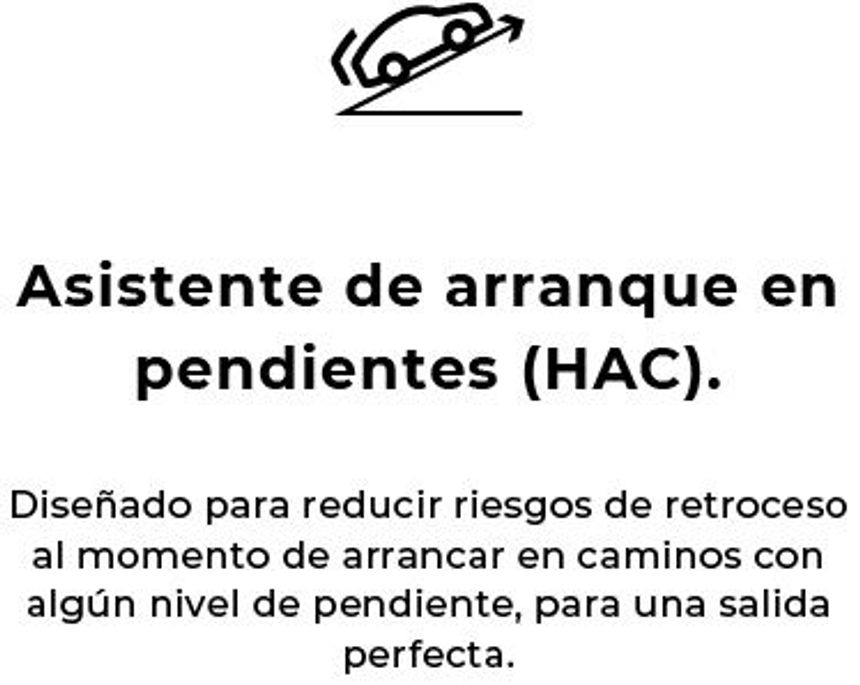 Asistente de arranque en
pendientes (HAC).
Diseñado para reducir riesgos de retroceso
al momento de arrancar en caminos con
algún nivel de pendiente, para una salida
perfecta.